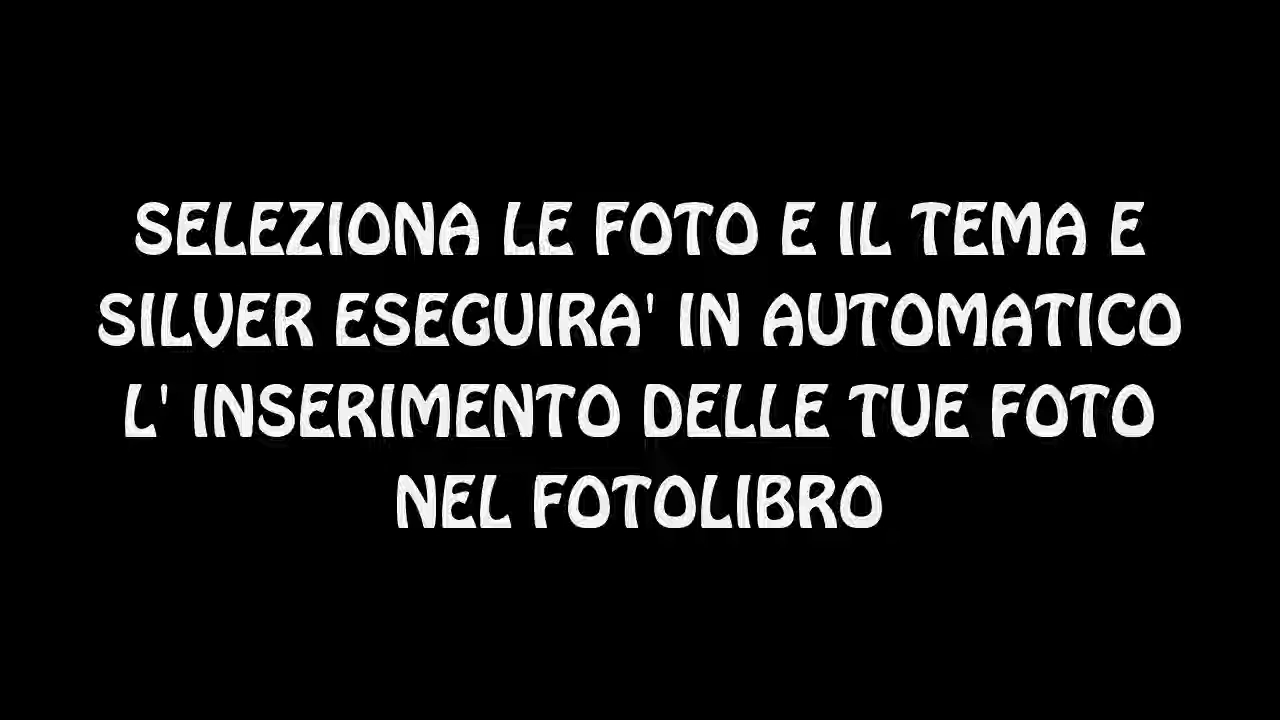 SELEZIONA LE FOTO E IL TEMA E
SILVER ESEGUIRA' IN AUTOMATICO
L' INSERIMENTO DELLE TUE FOTO
NEL FOTOLIBRO